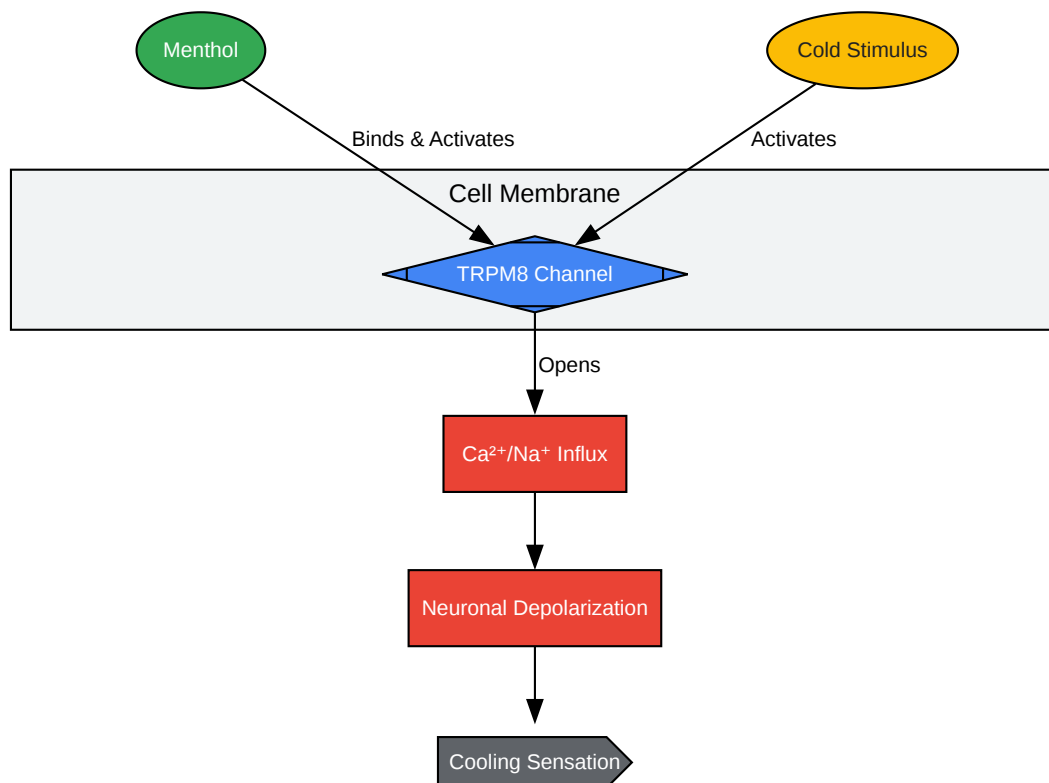 Menthol
Cold Stimulus
Binds & Activates
Activates
Cell Membrane
TRPM8 Channel
Opens
Ca²⁺/Na⁺ Influx
Neuronal Depolarization
Cooling Sensation